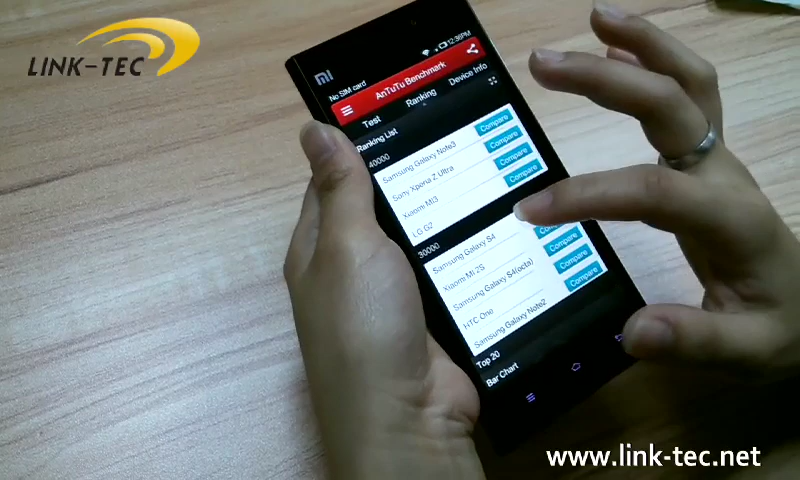 LINK-TEC
mi
No SIM card
12:36PM
AnTuTu Benchmark
Test
Ranking
Device Info
Ranking List
40000
Samsung Galaxy Note3
Compare
Sony Xperia Z Ultra
Compare
Xiaomi MI3
Compare
LG G2
Compare
30000
Samsung Galaxy S4
Xiaomi Mi 2S
Samsung Galaxy S4(octa)
Compare
HTC One
Compare
Samsung Galaxy Note2
Compare
Top 20
Bar Chart
www.link-tec.net